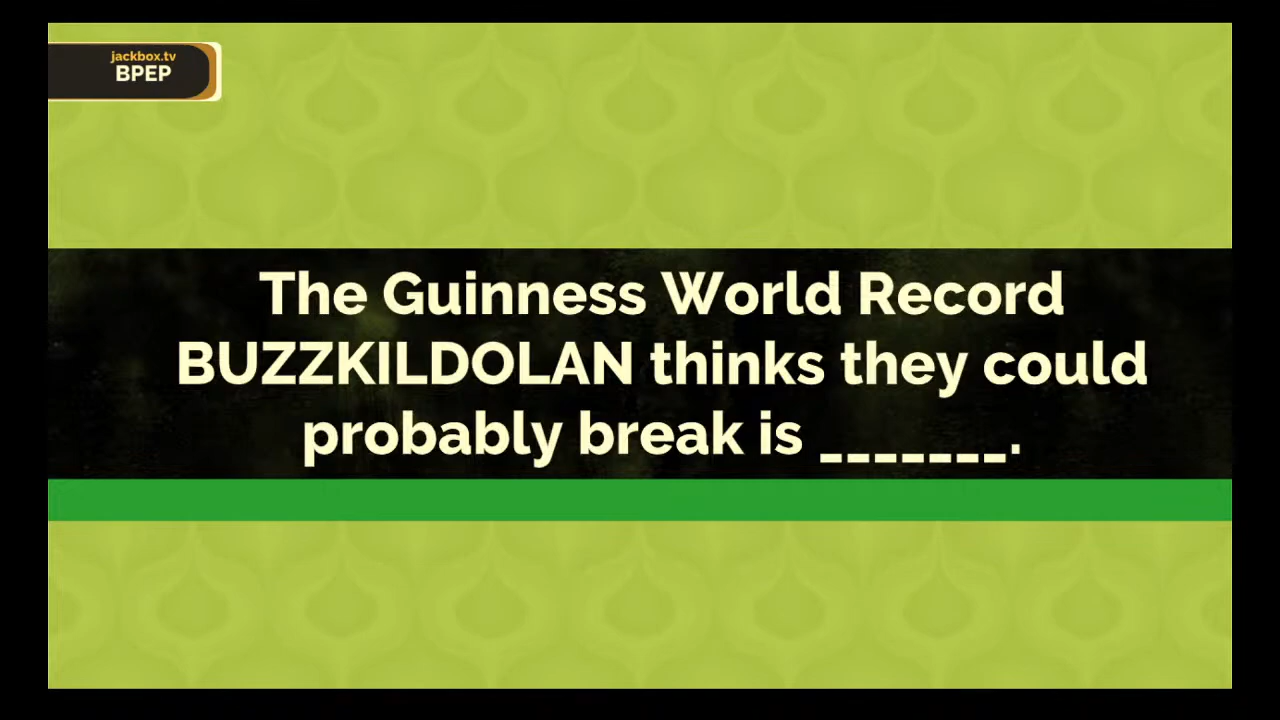 jackbox.tv
BPEP
The Guinness World Record
BUZZKILDOLAN thinks they could
probably break is _______.